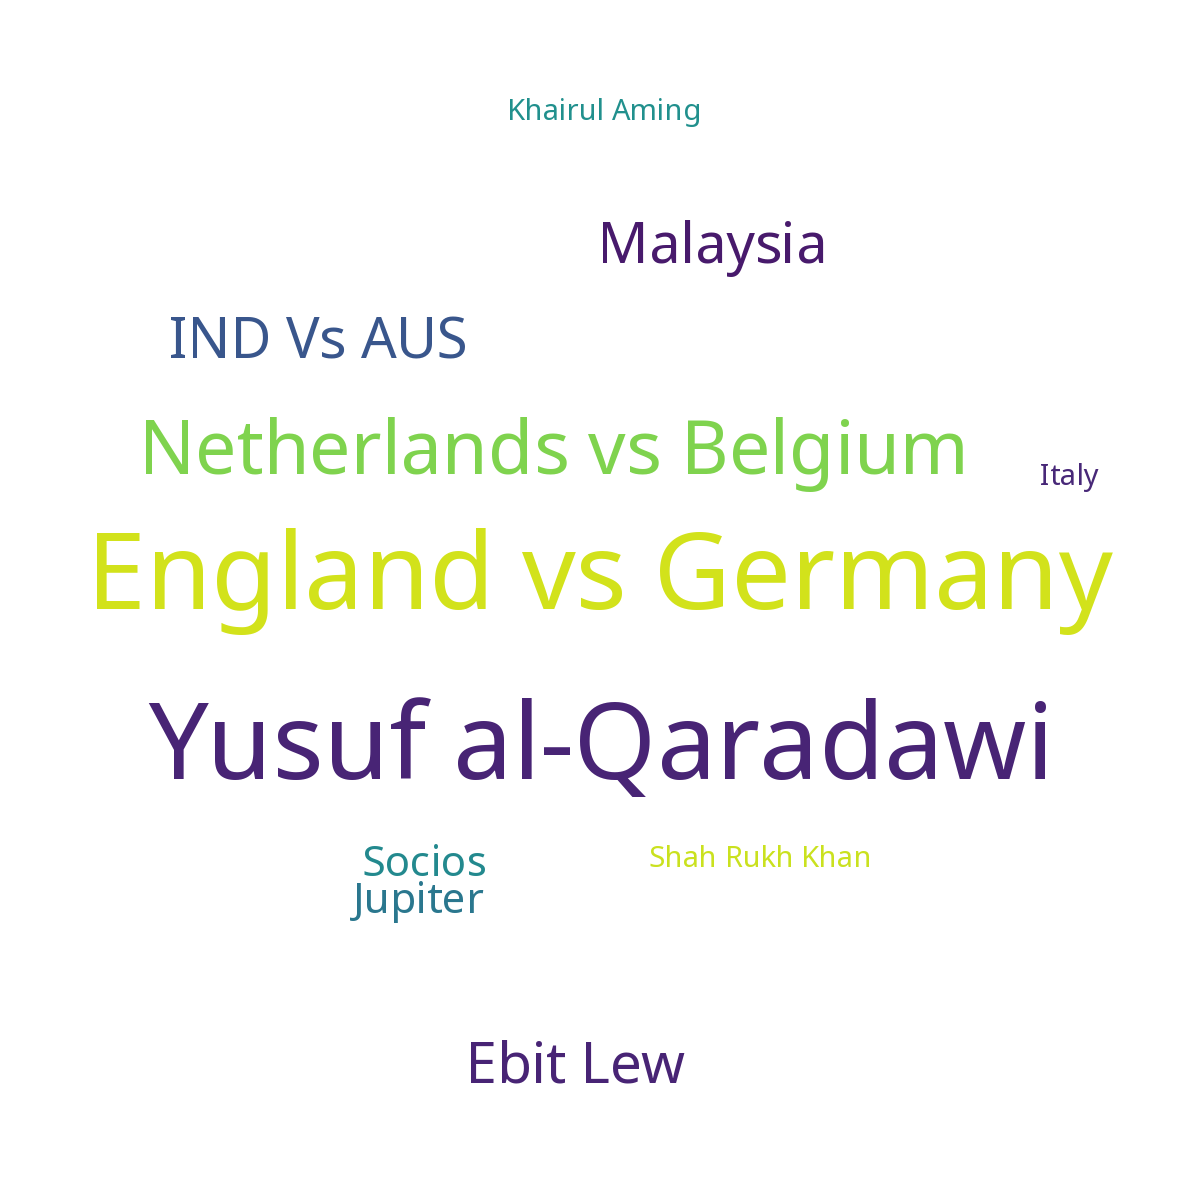 Khairul Aming
Malaysia
IND Vs AUS
Netherlands vs Belgium
Italy
England vs Germany
Yusuf al-Qaradawi
Socios
Shah Rukh Khan
Jupiter
Ebit Lew